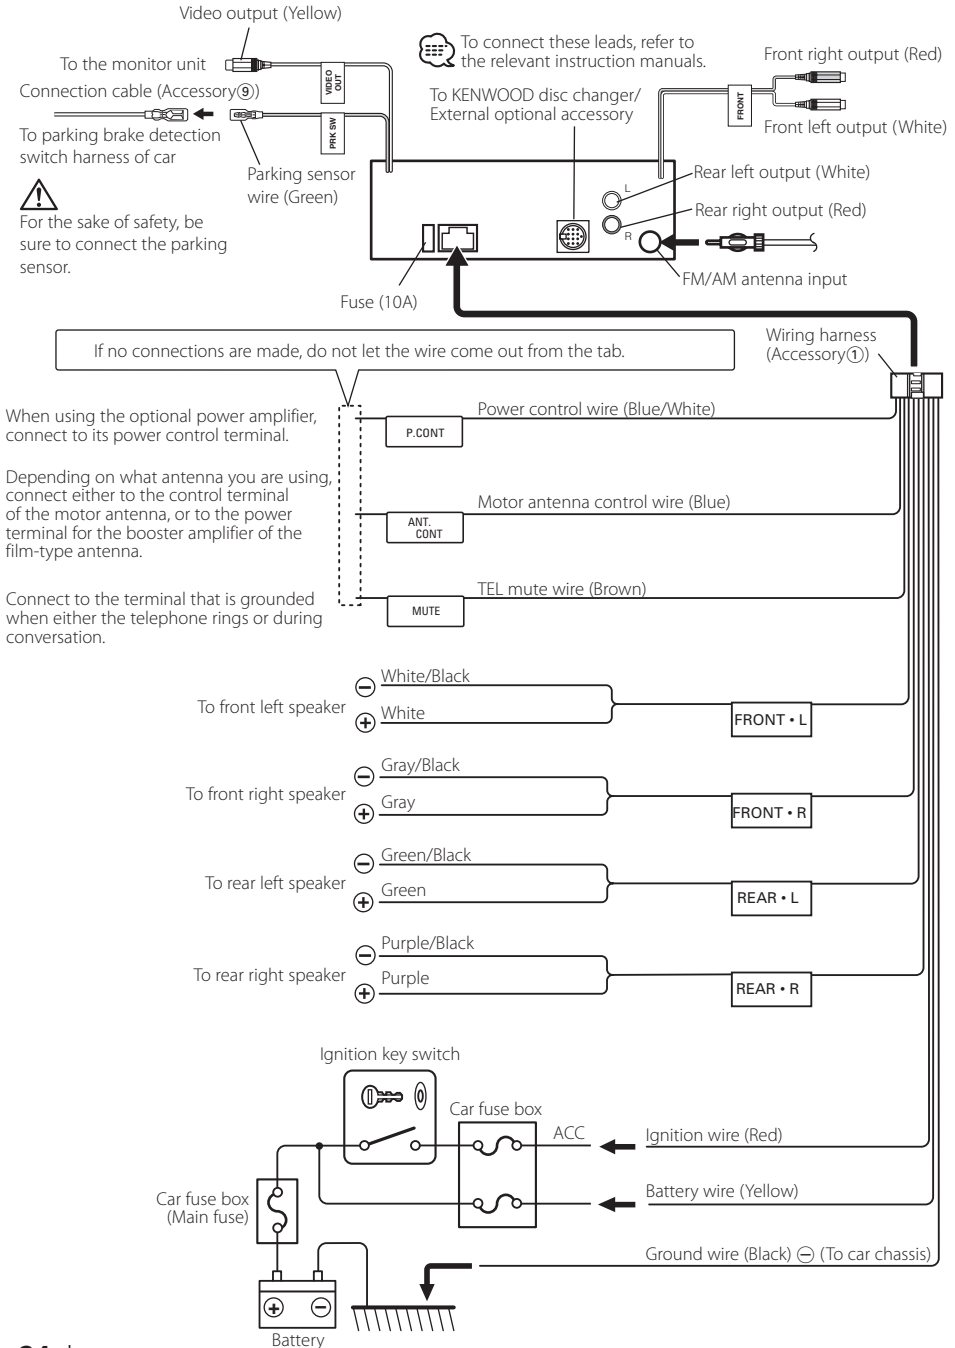 Video output (Yellow)
To the monitor unit
VIDEO
OUT
Connection cable (Accessory⑨)
PRK SW
To parking brake detection
switch harness of car
Parking sensor
wire (Green)
For the sake of safety, be
sure to connect the parking
sensor.
To connect these leads, refer to
the relevant instruction manuals.
To KENWOOD disc changer/
External optional accessory
FRONT
Front right output (Red)
Front left output (White)
L
Rear left output (White)
Rear right output (Red)
R
FM/AM antenna input
Fuse (10A)
Wiring harness
(Accessory①)
If no connections are made, do not let the wire come out from the tab.
When using the optional power amplifier,
connect to its power control terminal.
P.CONT
Power control wire (Blue/White)
Depending on what antenna you are using,
connect either to the control terminal
of the motor antenna, or to the power
terminal for the booster amplifier of the
film-type antenna.
ANT.
CONT
Motor antenna control wire (Blue)
Connect to the terminal that is grounded
when either the telephone rings or during
conversation.
MUTE
TEL mute wire (Brown)
To front left speaker
White/Black
White
FRONT • L
To front right speaker
Gray/Black
Gray
FRONT • R
To rear left speaker
Green/Black
Green
REAR • L
To rear right speaker
Purple/Black
Purple
REAR • R
Ignition key switch
Car fuse box
ACC
Ignition wire (Red)
Car fuse box
(Main fuse)
Battery wire (Yellow)
Ground wire (Black) ⊖ (To car chassis)
Battery